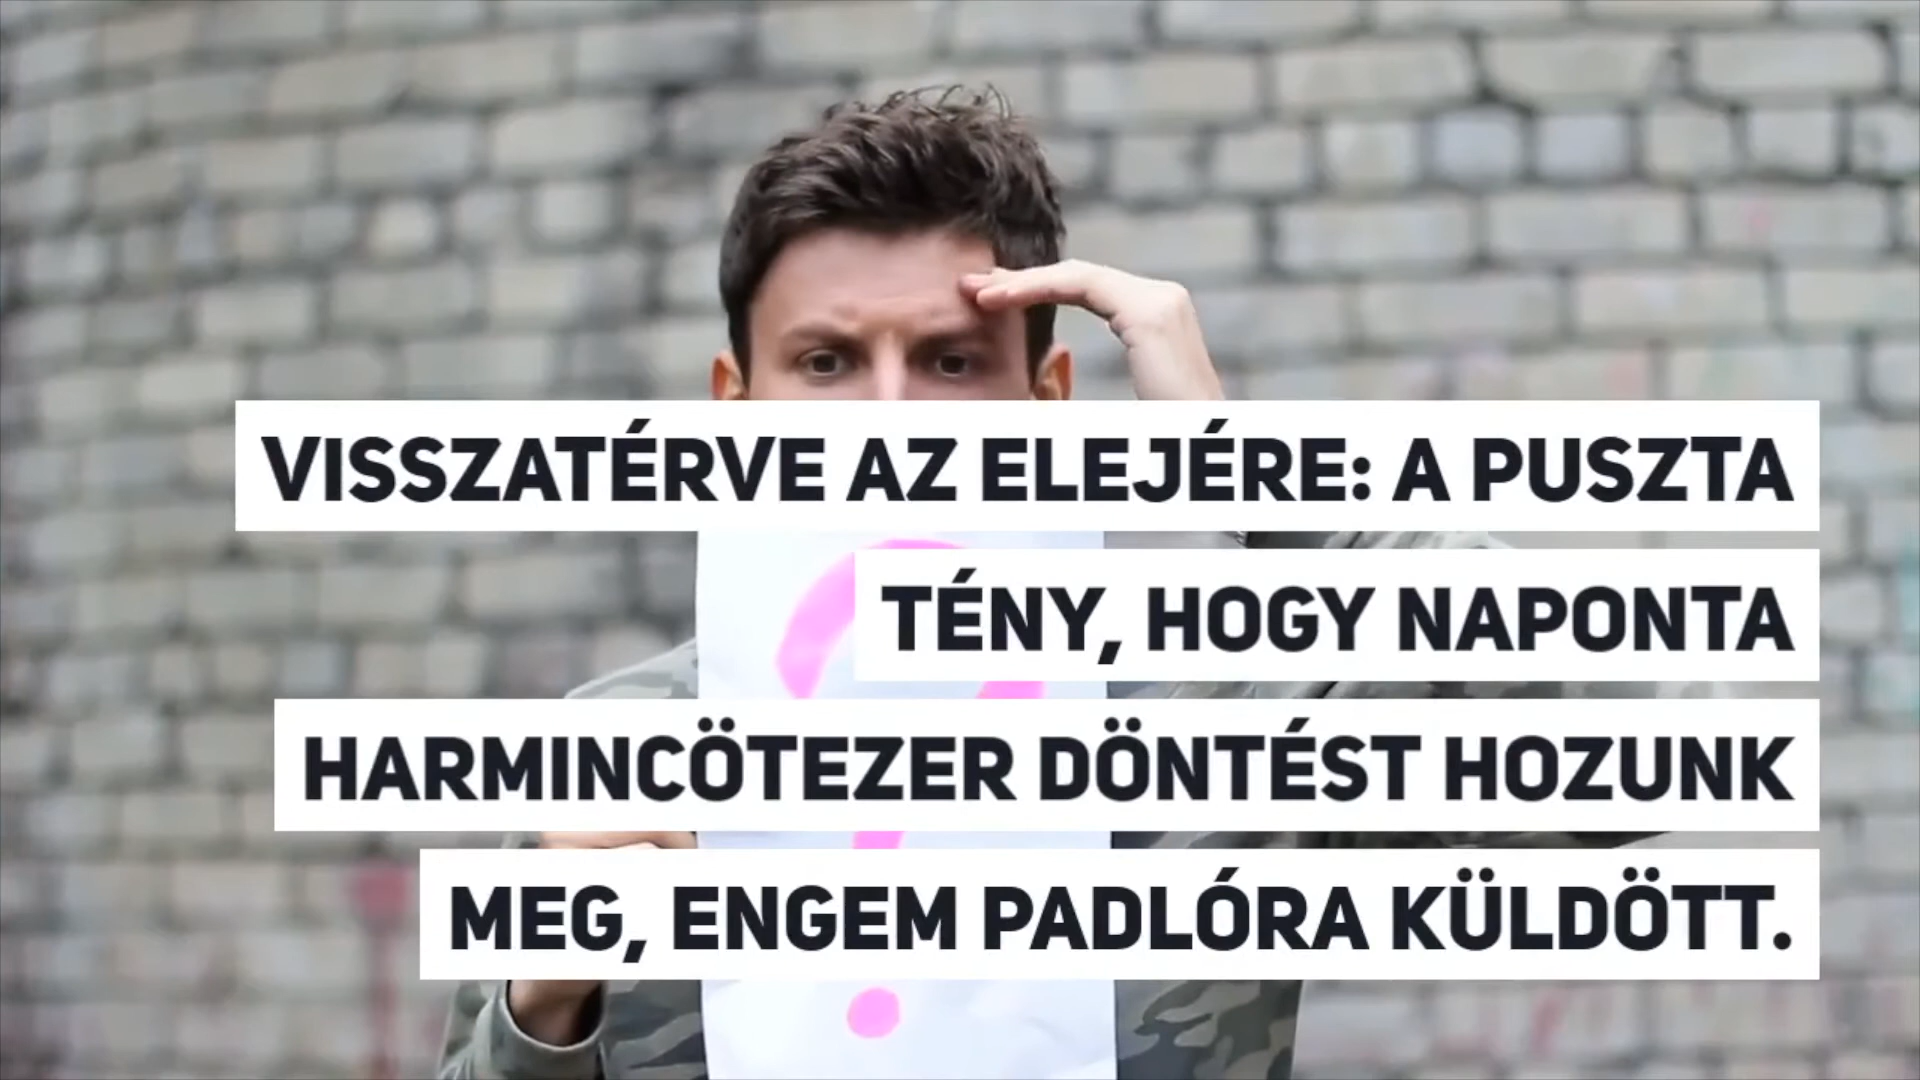 VISSZATÉRVE AZ ELEJÉRE: A PUSZTA
TÉNY, HOGY NAPONTA
HARMINCÖTEZER DÖNTÉST HOZUNK
MEG, ENGEM PADLÓRA KÜLDÖTT.